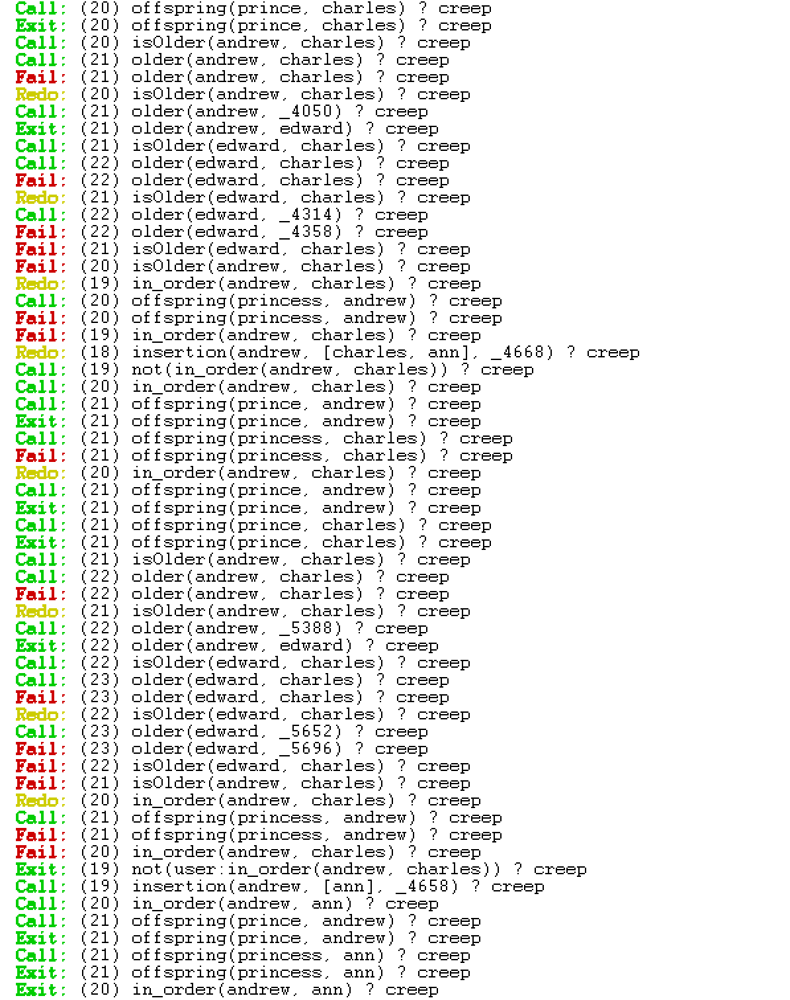 Call: (20) offspring(prince, charles) ? creep
Exit: (20) offspring(prince, charles) ? creep
Call: (20) isOlder(andrew, charles) ? creep
Call: (21) older(andrew, charles) ? creep
Fail: (21) older(andrew, charles) ? creep
Redo: (20) isOlder(andrew, charles) ? creep
Call: (21) older(andrew, _4050) ? creep
Exit: (21) older(andrew, edward) ? creep
Call: (21) isOlder(edward, charles) ? creep
Call: (22) older(edward, charles) ? creep
Fail: (22) older(edward, charles) ? creep
Redo: (21) isOlder(edward, charles) ? creep
Call: (22) older(edward, _4314) ? creep
Fail: (22) older(edward, _4358) ? creep
Fail: (21) isOlder(edward, charles) ? creep
Fail: (20) isOlder(andrew, charles) ? creep
Redo: (19) in_order(andrew, charles) ? creep
Call: (20) offspring(princess, andrew) ? creep
Fail: (20) offspring(princess, andrew) ? creep
Fail: (19) in_order(andrew, charles) ? creep
Redo: (18) insertion(andrew, [charles, ann], _4668) ? creep
Call: (19) not(in_order(andrew, charles)) ? creep
Call: (20) in_order(andrew, charles) ? creep
Call: (21) offspring(prince, andrew) ? creep
Exit: (21) offspring(prince, andrew) ? creep
Call: (21) offspring(princess, charles) ? creep
Fail: (21) offspring(princess, charles) ? creep
Redo: (20) in_order(andrew, charles) ? creep
Call: (21) offspring(prince, andrew) ? creep
Exit: (21) offspring(prince, andrew) ? creep
Call: (21) offspring(prince, charles) ? creep
Exit: (21) offspring(prince, charles) ? creep
Call: (21) isOlder(andrew, charles) ? creep
Call: (22) older(andrew, charles) ? creep
Fail: (22) older(andrew, charles) ? creep
Redo: (21) isOlder(andrew, charles) ? creep
Call: (22) older(andrew, _5388) ? creep
Exit: (22) older(andrew, edward) ? creep
Call: (22) isOlder(edward, charles) ? creep
Call: (23) older(edward, charles) ? creep
Fail: (23) older(edward, charles) ? creep
Redo: (22) isOlder(edward, charles) ? creep
Call: (23) older(edward, _5652) ? creep
Fail: (23) older(edward, _5696) ? creep
Fail: (22) isOlder(edward, charles) ? creep
Fail: (21) isOlder(andrew, charles) ? creep
Redo: (20) in_order(andrew, charles) ? creep
Call: (21) offspring(princess, andrew) ? creep
Fail: (21) offspring(princess, andrew) ? creep
Fail: (20) in_order(andrew, charles) ? creep
Exit: (19) not(user:in_order(andrew, charles)) ? creep
Call: (19) insertion(andrew, [ann], _4658) ? creep
Call: (20) in_order(andrew, ann) ? creep
Call: (21) offspring(prince, andrew) ? creep
Exit: (21) offspring(prince, andrew) ? creep
Call: (21) offspring(princess, ann) ? creep
Exit: (21) offspring(princess, ann) ? creep
Exit: (20) in_order(andrew, ann) ? creep